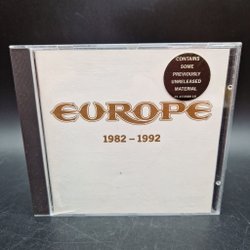 EUROPE
1982 – 1992
CONTAINS
SOME
PREVIOUSLY
UNRELEASED
MATERIAL